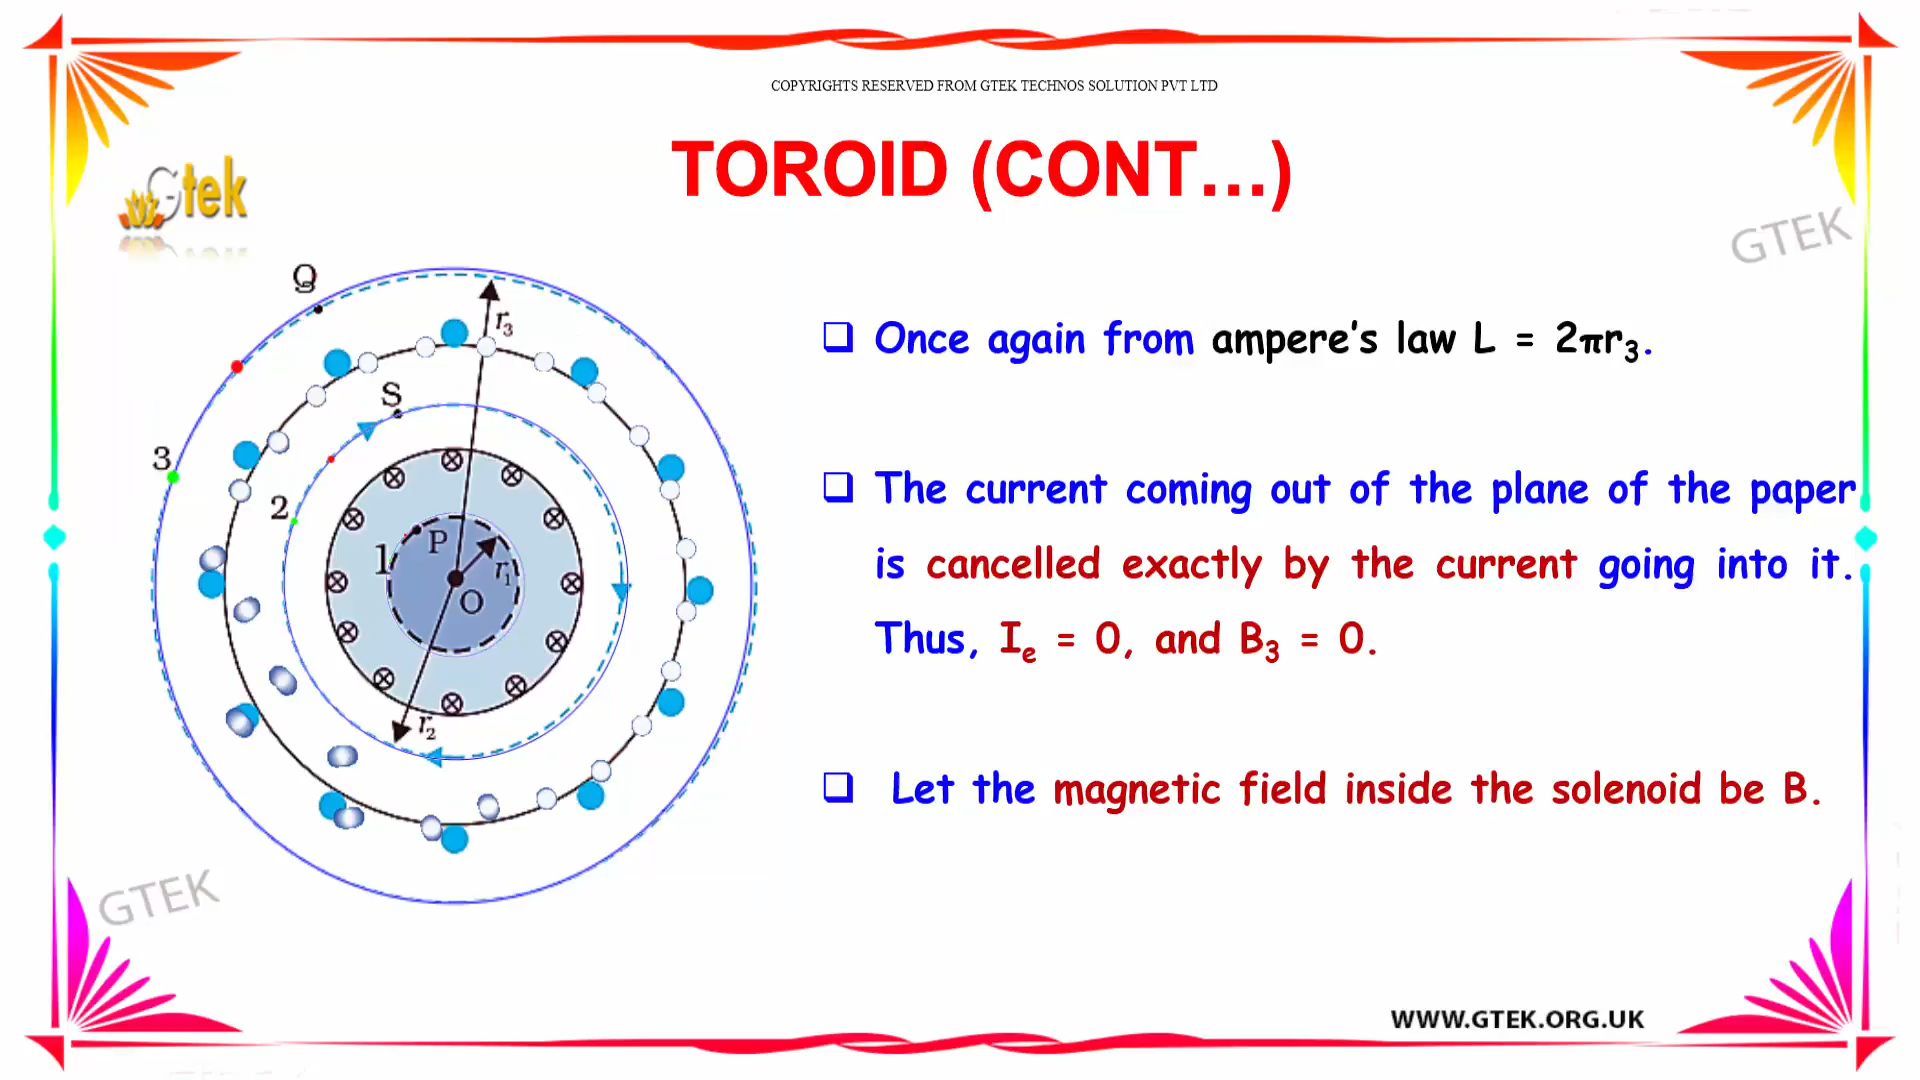 COPYRIGHTS RESERVED FROM GTEK TECHNOS SOLUTION PVT LTD
TOROID (CONT...)
Gtek
GTEK
Q
r₃
S
3
2
1
P
r₁
O
r₂
❑ Once again from ampere's law L = 2πr₃.
❑ The current coming out of the plane of the paper
is cancelled exactly by the current going into it.
Thus, Iₑ = 0, and B₃ = 0.
❑ Let the magnetic field inside the solenoid be B.
GTEK
WWW.GTEK.ORG.UK